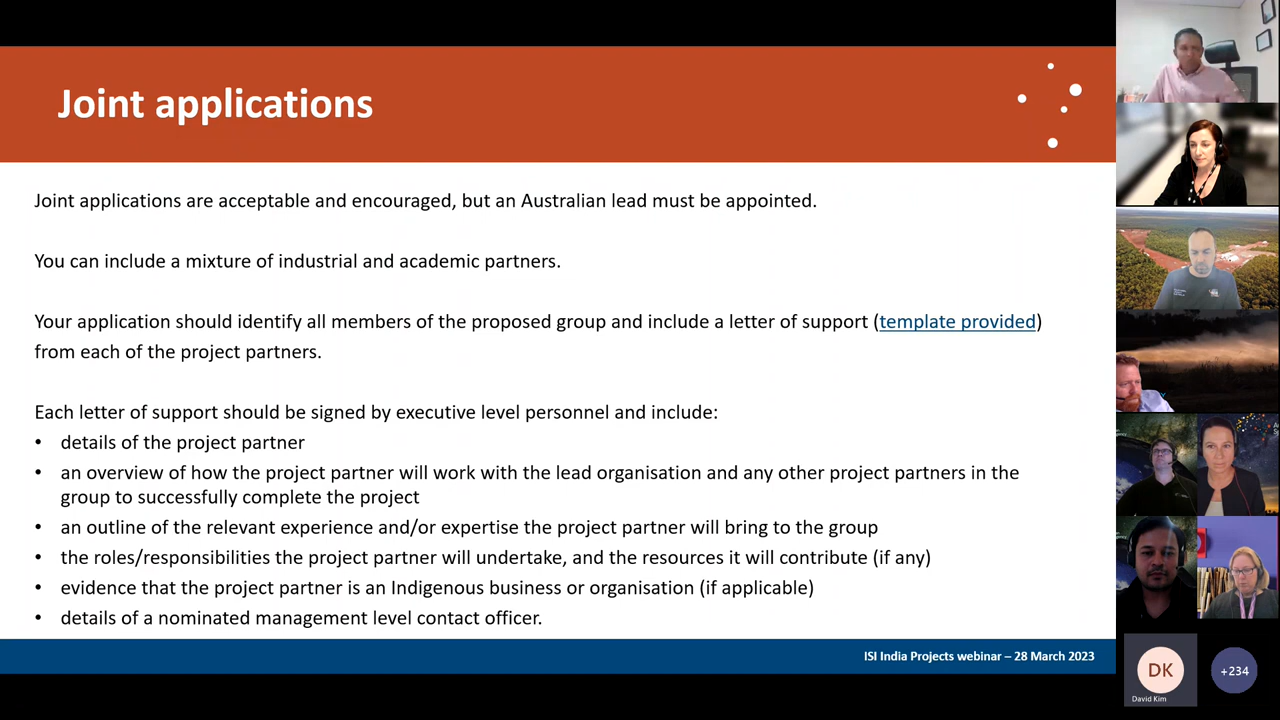 Joint applications
Joint applications are acceptable and encouraged, but an Australian lead must be appointed.
You can include a mixture of industrial and academic partners.
Your application should identify all members of the proposed group and include a letter of support (template provided)
from each of the project partners.
Each letter of support should be signed by executive level personnel and include:
• details of the project partner
• an overview of how the project partner will work with the lead organisation and any other project partners in the
group to successfully complete the project
• an outline of the relevant experience and/or expertise the project partner will bring to the group
• the roles/responsibilities the project partner will undertake, and the resources it will contribute (if any)
• evidence that the project partner is an Indigenous business or organisation (if applicable)
• details of a nominated management level contact officer.
ISI India Projects webinar – 28 March 2023
DK
David Kim
+234